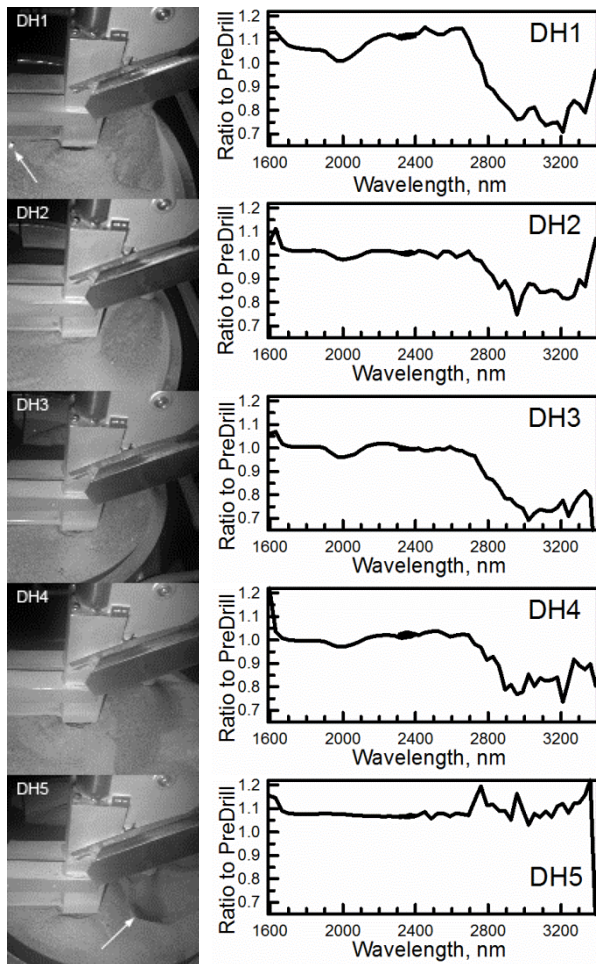 DH1
Ratio to PreDrill
1.2
1.1
1.0
0.9
0.8
0.7
1600 2000 2400 2800 3200
Wavelength, nm
DH1
DH2
Ratio to PreDrill
1.2
1.1
1.0
0.9
0.8
0.7
1600 2000 2400 2800 3200
Wavelength, nm
DH2
DH3
Ratio to PreDrill
1.2
1.1
1.0
0.9
0.8
0.7
1600 2000 2400 2800 3200
Wavelength, nm
DH3
DH4
Ratio to PreDrill
1.2
1.1
1.0
0.9
0.8
0.7
1600 2000 2400 2800 3200
Wavelength, nm
DH4
DH5
Ratio to PreDrill
1.2
1.1
1.0
0.9
0.8
0.7
1600 2000 2400 2800 3200
Wavelength, nm
DH5